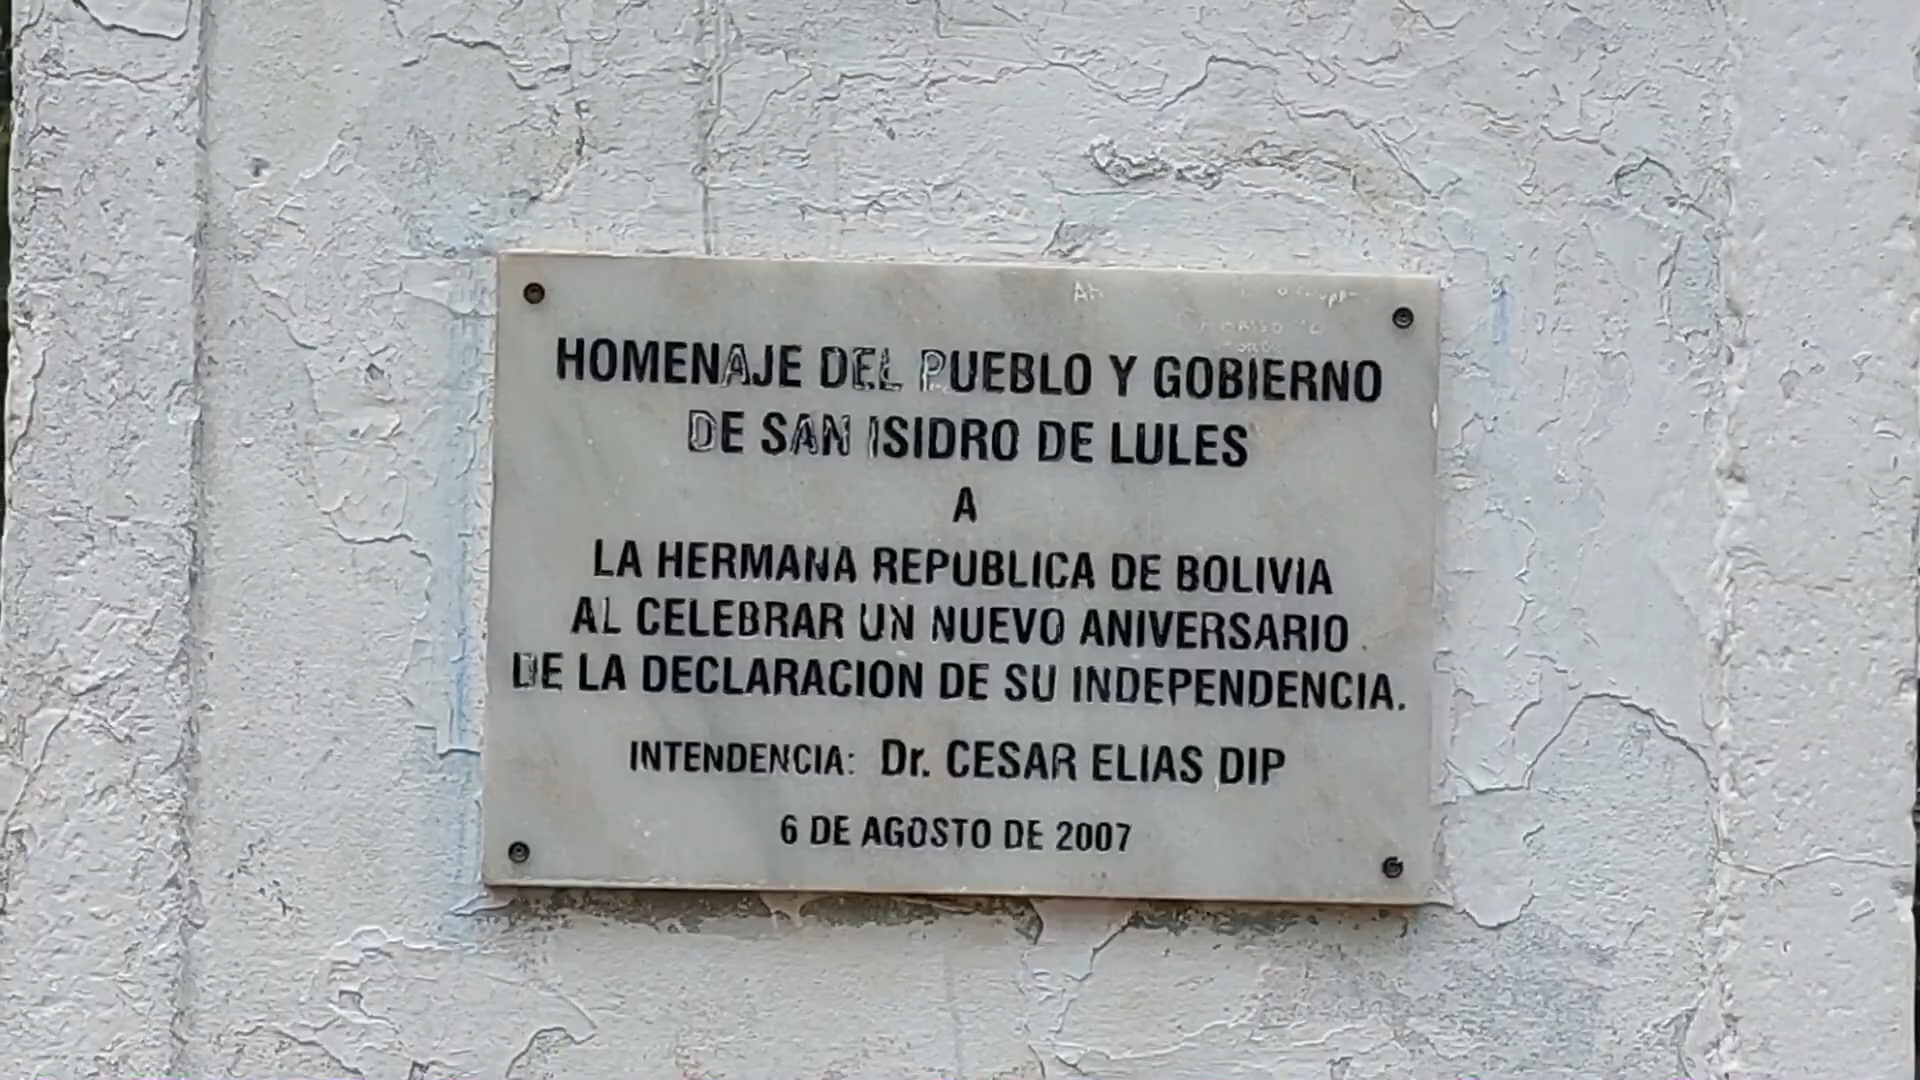 HOMENAJE DEL PUEBLO Y GOBIERNO
DE SAN ISIDRO DE LULES
A
LA HERMANA REPUBLICA DE BOLIVIA
AL CELEBRAR UN NUEVO ANIVERSARIO
DE LA DECLARACION DE SU INDEPENDENCIA.
INTENDENCIA: Dr. CESAR ELIAS DIP
6 DE AGOSTO DE 2007